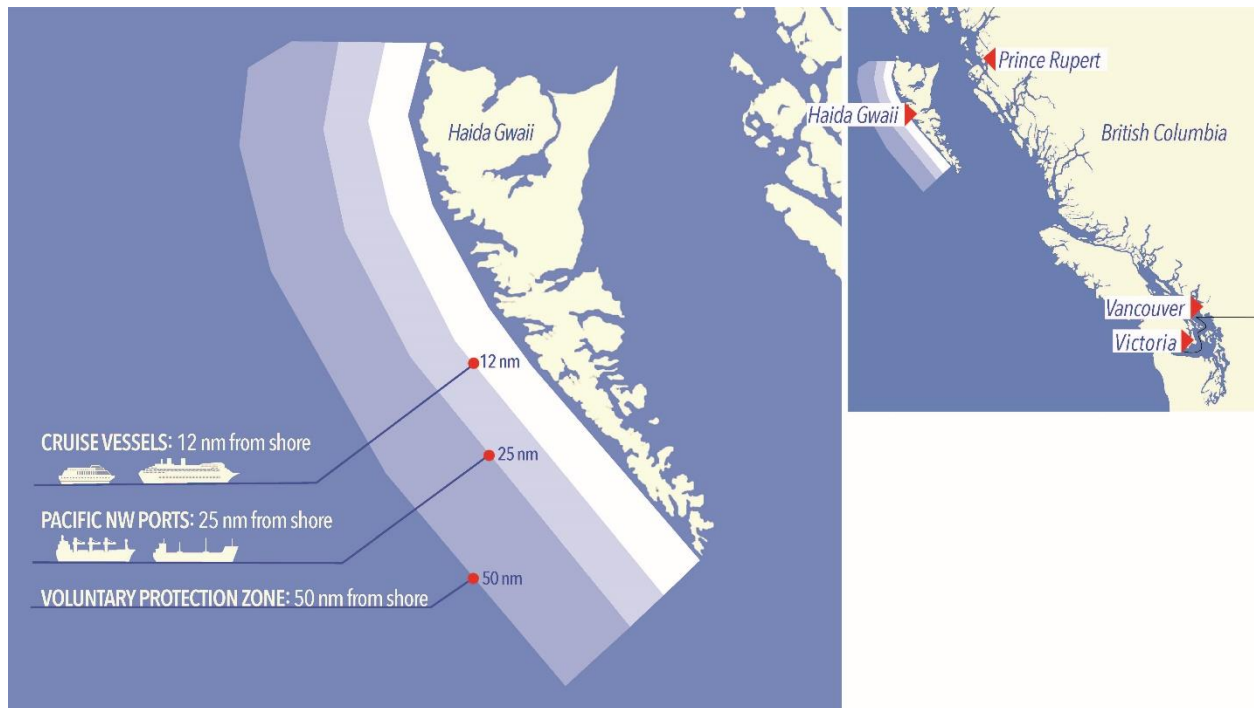 Haida Gwaii
12 nm
CRUISE VESSELS: 12 nm from shore
25 nm
PACIFIC NW PORTS: 25 nm from shore
50 nm
VOLUNTARY PROTECTION ZONE: 50 nm from shore
Prince Rupert
Haida Gwaii
British Columbia
Vancouver
Victoria